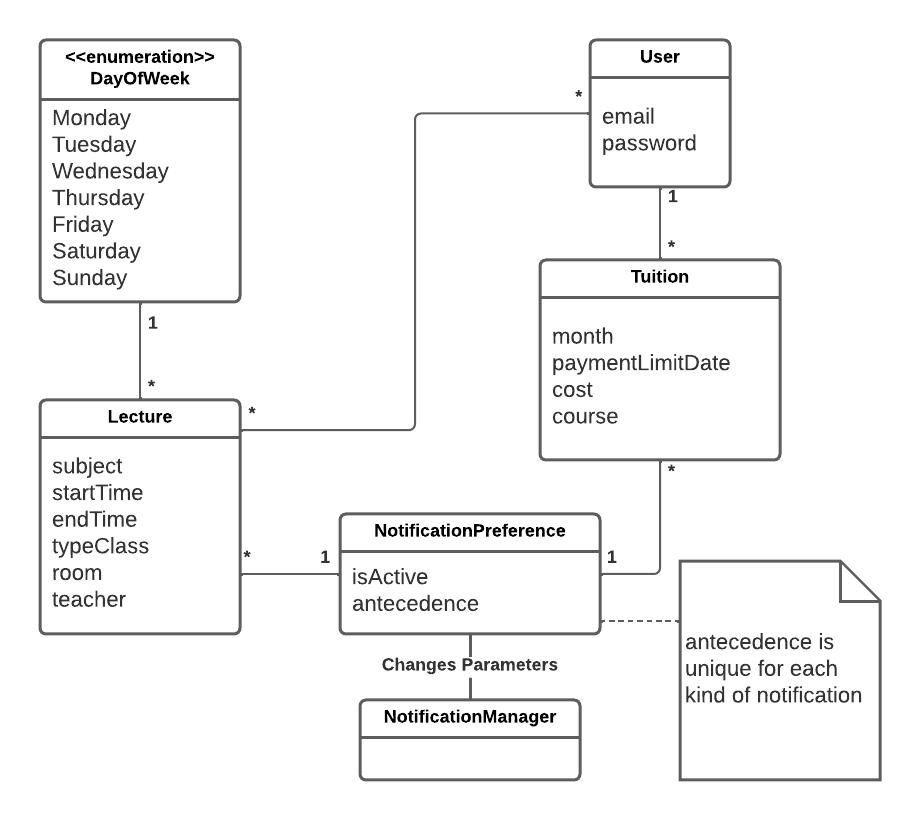 <<enumeration>>
DayOfWeek
Monday
Tuesday
Wednesday
Thursday
Friday
Saturday
Sunday
1
*
User
email
password
*
1
*
Tuition
month
paymentLimitDate
cost
course
*
Lecture
subject
startTime
endTime
typeClass
room
teacher
*
*
1
NotificationPreference
isActive
antecedence
1
Changes Parameters
NotificationManager
antecedence is
unique for each
kind of notification